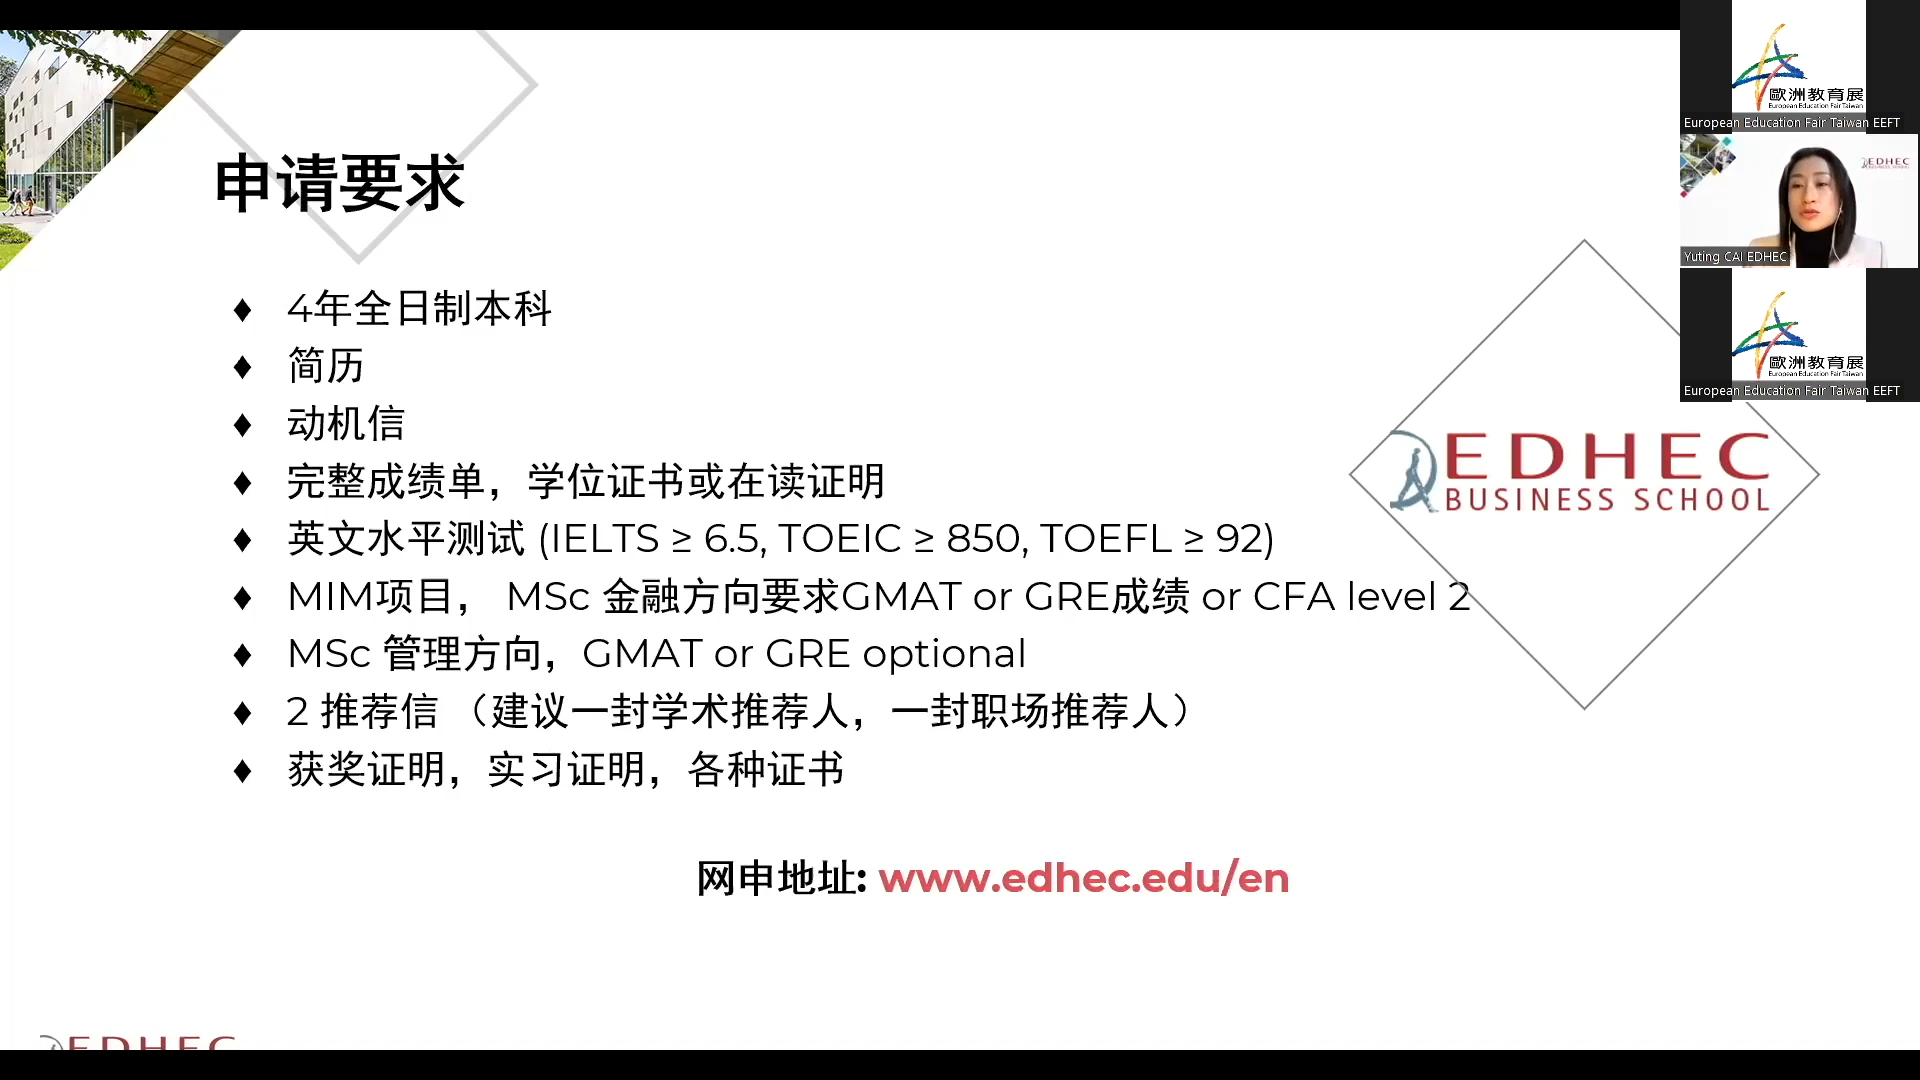 申请要求
♦ 4年全日制本科
♦ 简历
♦ 动机信
♦ 完整成绩单，学位证书或在读证明
♦ 英文水平测试 (IELTS ≥ 6.5, TOEIC ≥ 850, TOEFL ≥ 92)
♦ MIM项目， MSc 金融方向要求GMAT or GRE成绩 or CFA level 2
♦ MSc 管理方向，GMAT or GRE optional
♦ 2 推荐信 （建议一封学术推荐人，一封职场推荐人）
♦ 获奖证明，实习证明，各种证书
网申地址: www.edhec.edu/en
EDHEC
BUSINESS SCHOOL
EDHEC
歐洲教育展
European Education Fair Taiwan
European Education Fair Taiwan EEFT
EDHEC
BUSINESS SCHOOL
Yuting CAI EDHEC
歐洲教育展
European Education Fair Taiwan
European Education Fair Taiwan EEFT